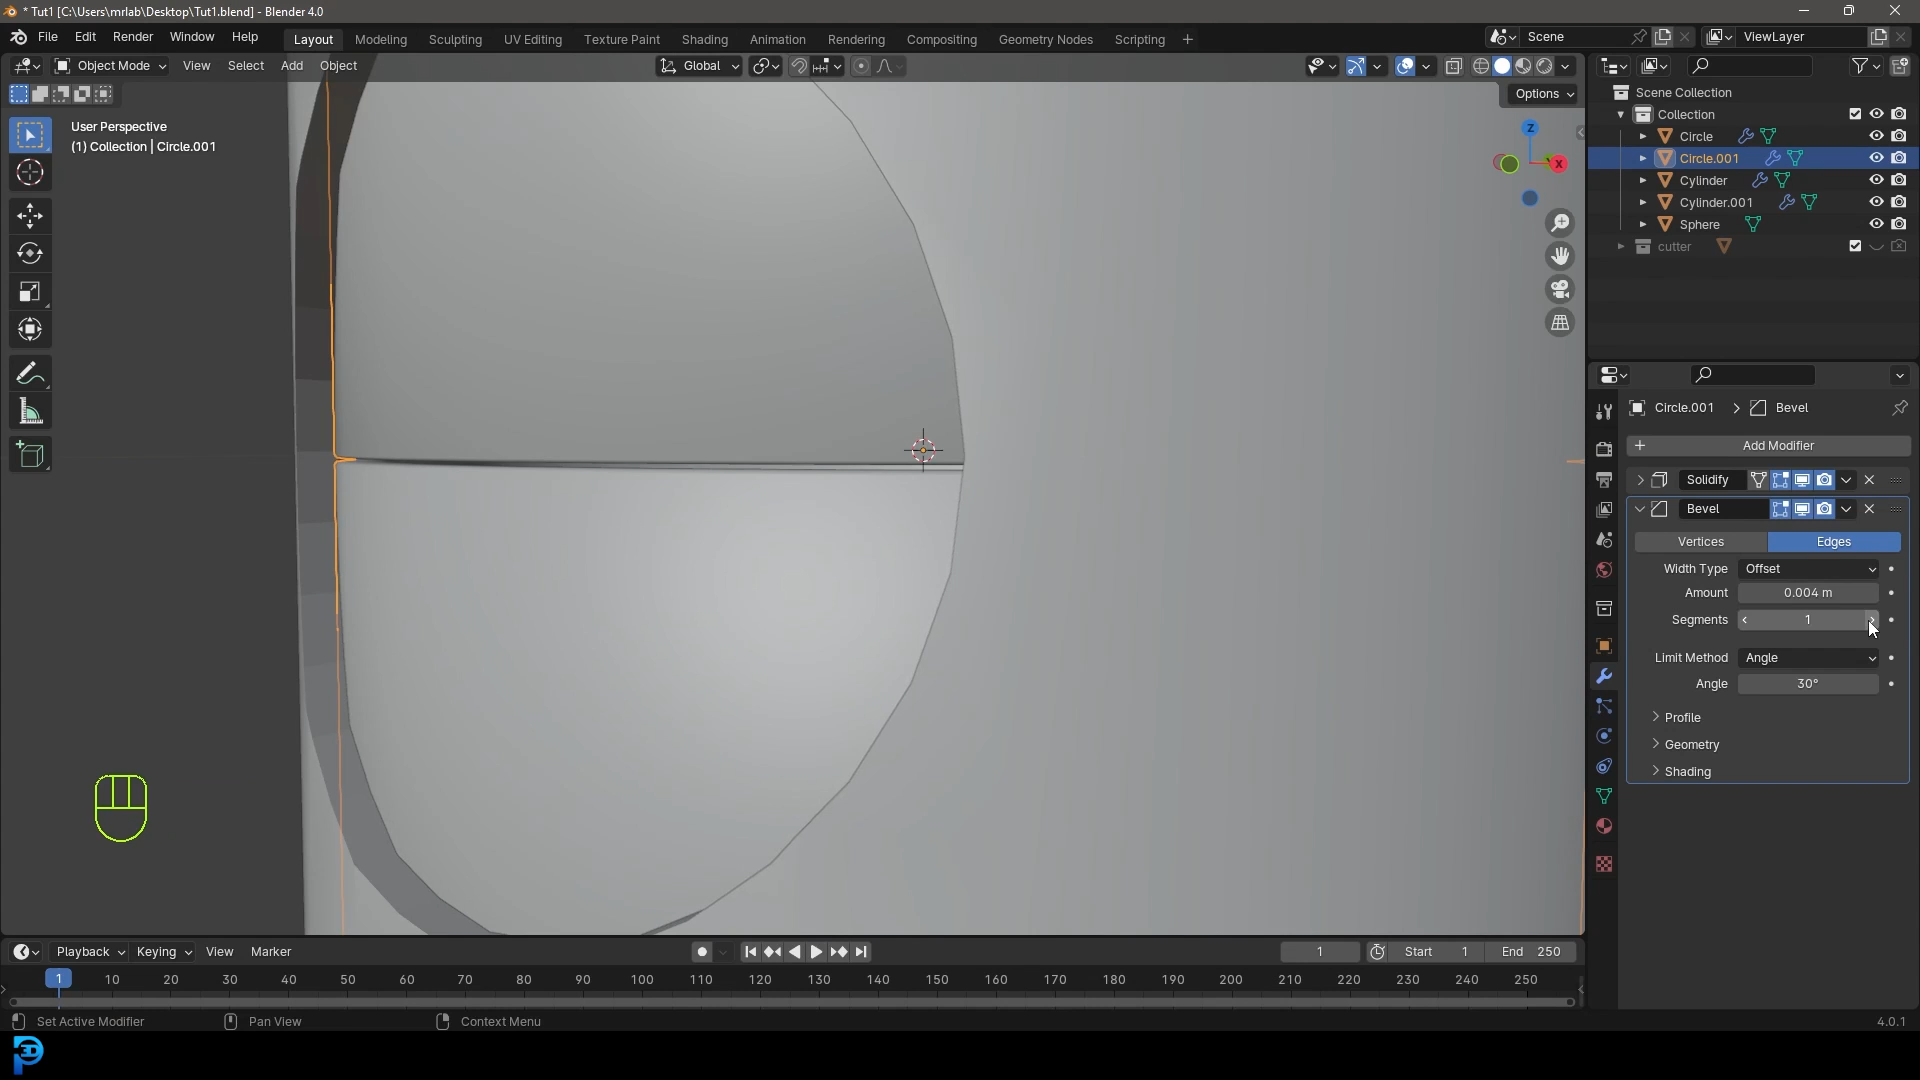 * Tut1 [C:\Users\mrlab\Desktop\Tut1.blend] - Blender 4.0
File Edit Render Window Help Layout Modeling Sculpting UV Editing Texture Paint Shading Animation Rendering Compositing Geometry Nodes Scripting + Scene ViewLayer
Object Mode View Select Add Object Global
Options
User Perspective
(1) Collection | Circle.001
Z
X
Scene Collection
Collection
Circle
Circle.001
Cylinder
Cylinder.001
Sphere
cutter
Circle.001 > Bevel
+ Add Modifier
Solidify
Bevel
Vertices Edges
Width Type Offset
Amount 0.004 m
Segments 1
Limit Method Angle
Angle 30°
Profile
Geometry
Shading
Playback Keying View Marker 1 Start 1 End 250
1 10 20 30 40 50 60 70 80 90 100 110 120 130 140 150 160 170 180 190 200 210 220 230 240 250
Set Active Modifier Pan View Context Menu 4.0.1
3D